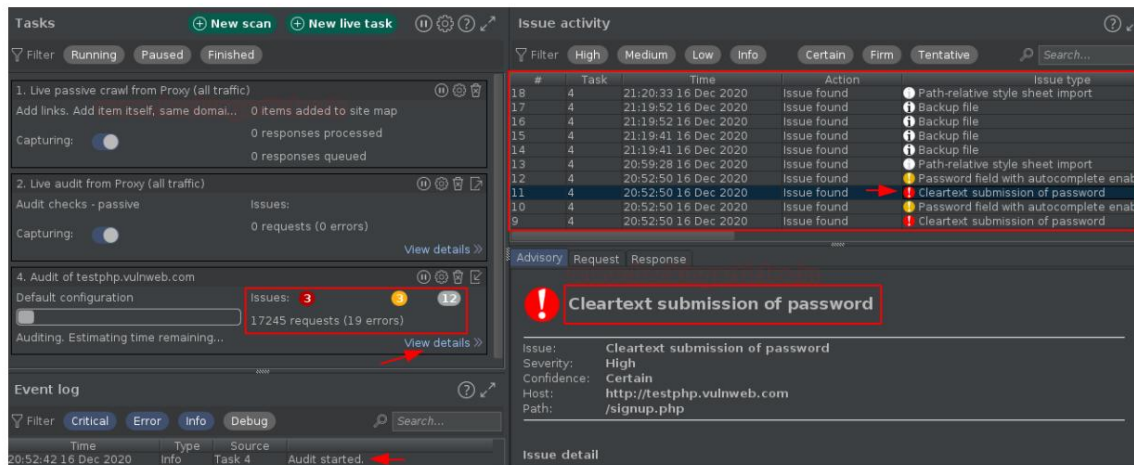 Tasks
New scan
New live task
Filter Running Paused Finished
1. Live passive crawl from Proxy (all traffic)
Add links. Add item itself, same domai... 0 items added to site map
0 responses processed
Capturing:
0 responses queued
2. Live audit from Proxy (all traffic)
Audit checks - passive Issues:
0 requests (0 errors)
Capturing:
View details
4. Audit of testphp.vulnweb.com
Default configuration Issues: 3 3 12
17245 requests (19 errors)
Auditing. Estimating time remaining...
View details
Event log
Filter Critical Error Info Debug Search...
Time Type Source
20:52:42 16 Dec 2020 Info Task 4 Audit started.
Issue activity
Filter High Medium Low Info Certain Firm Tentative Search...
# Task Time Action Issue type
18 4 21:20:33 16 Dec 2020 Issue found Path-relative style sheet import
17 4 21:19:52 16 Dec 2020 Issue found Backup file
16 4 21:19:52 16 Dec 2020 Issue found Backup file
15 4 21:19:41 16 Dec 2020 Issue found Backup file
14 4 21:19:41 16 Dec 2020 Issue found Backup file
13 4 20:59:28 16 Dec 2020 Issue found Path-relative style sheet import
12 4 20:52:50 16 Dec 2020 Issue found Password field with autocomplete enab
11 4 20:52:50 16 Dec 2020 Issue found Cleartext submission of password
10 4 20:52:50 16 Dec 2020 Issue found Password field with autocomplete enab
9 4 20:52:50 16 Dec 2020 Issue found Cleartext submission of password
Advisory Request Response
Cleartext submission of password
Issue: Cleartext submission of password
Severity: High
Confidence: Certain
Host: http://testphp.vulnweb.com
Path: /signup.php
Issue detail